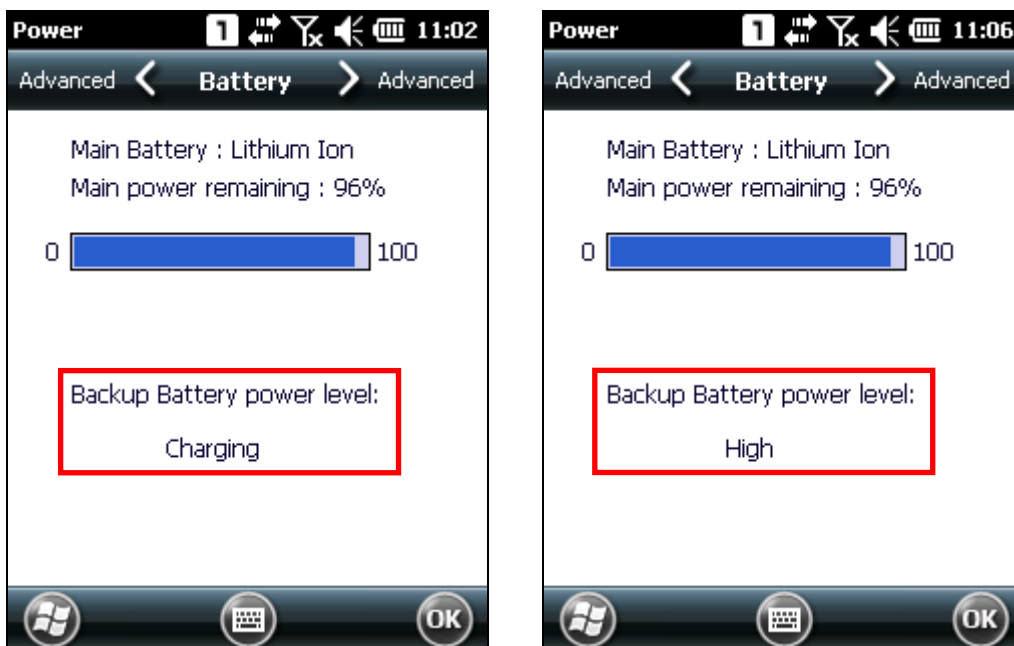 Power 1 11:02
Advanced Battery Advanced
Main Battery : Lithium Ion
Main power remaining : 96%
0 100
Backup Battery power level:
Charging
OK
Power 1 11:06
Advanced Battery Advanced
Main Battery : Lithium Ion
Main power remaining : 96%
0 100
Backup Battery power level:
High
OK